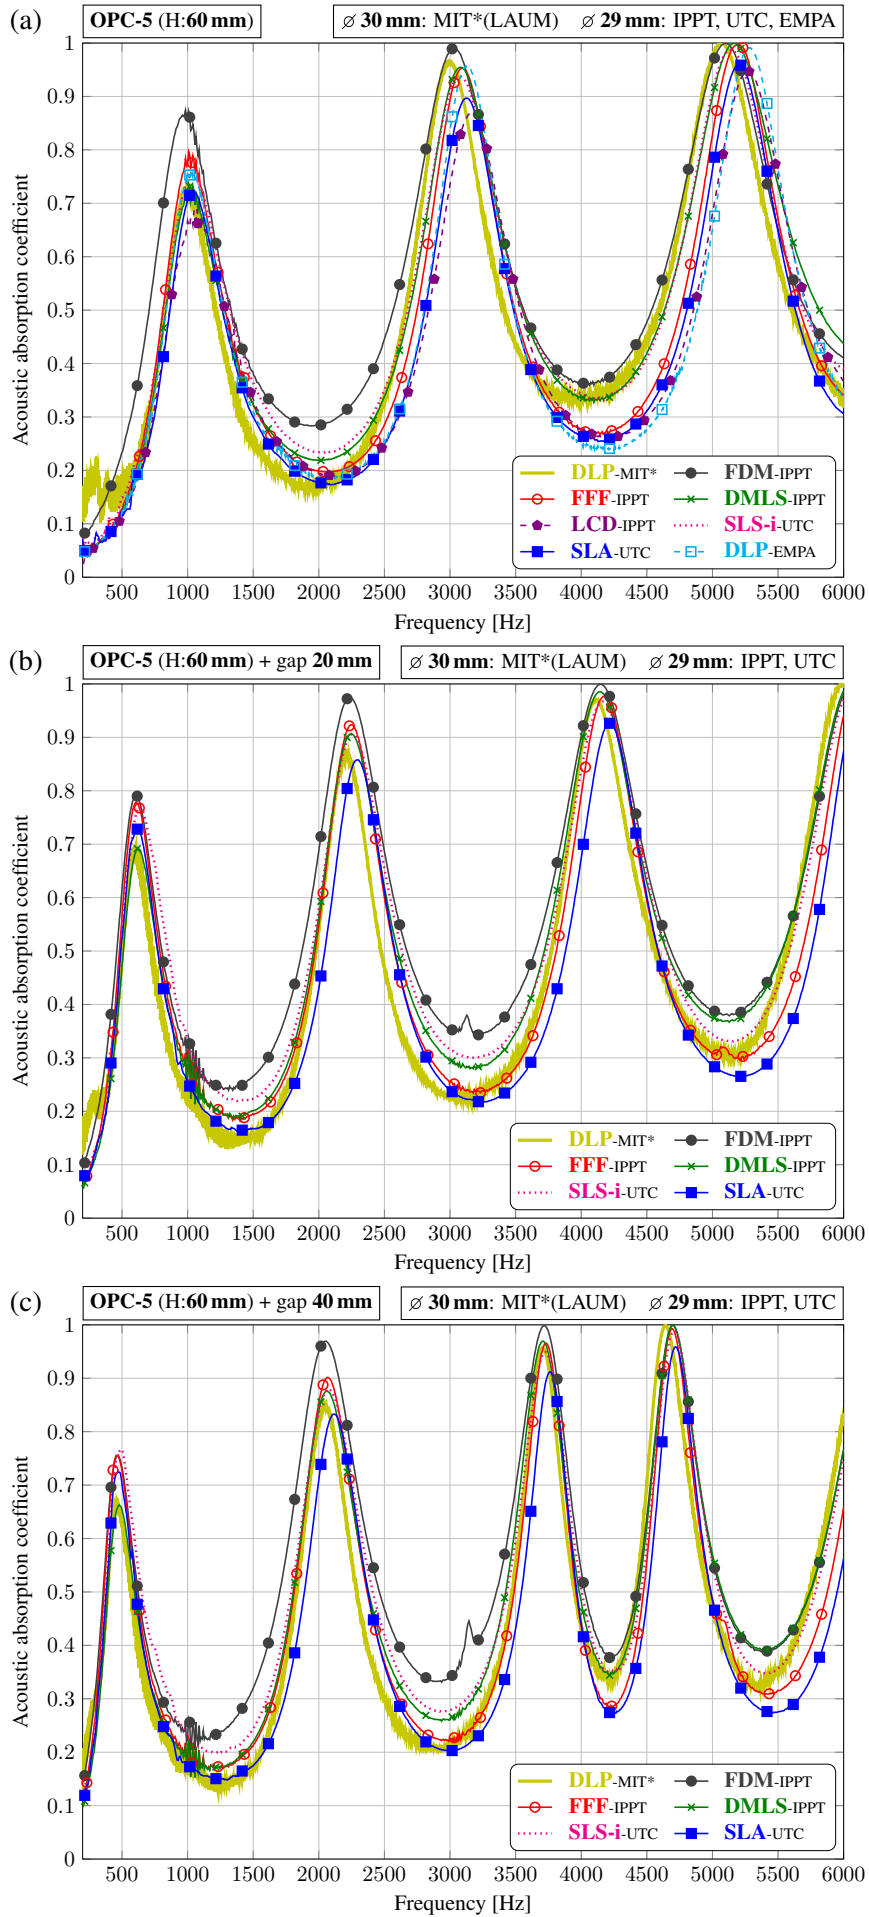 (a)
OPC-5 (H:60 mm)
⌀ 30 mm: MIT*(LAUM) ⌀ 29 mm: IPPT, UTC, EMPA
Acoustic absorption coefficient
1
0.9
0.8
0.7
0.6
0.5
0.4
0.3
0.2
0.1
0
DLP-MIT* FDM-IPPT
FFF-IPPT DMLS-IPPT
LCD-IPPT SLS-i-UTC
SLA-UTC DLP-EMPA
500 1000 1500 2000 2500 3000 3500 4000 4500 5000 5500 6000
Frequency [Hz]
(b)
OPC-5 (H:60 mm) + gap 20 mm
⌀ 30 mm: MIT*(LAUM) ⌀ 29 mm: IPPT, UTC
Acoustic absorption coefficient
1
0.9
0.8
0.7
0.6
0.5
0.4
0.3
0.2
0.1
0
DLP-MIT* FDM-IPPT
FFF-IPPT DMLS-IPPT
SLS-i-UTC SLA-UTC
500 1000 1500 2000 2500 3000 3500 4000 4500 5000 5500 6000
Frequency [Hz]
(c)
OPC-5 (H:60 mm) + gap 40 mm
⌀ 30 mm: MIT*(LAUM) ⌀ 29 mm: IPPT, UTC
Acoustic absorption coefficient
1
0.9
0.8
0.7
0.6
0.5
0.4
0.3
0.2
0.1
0
DLP-MIT* FDM-IPPT
FFF-IPPT DMLS-IPPT
SLS-i-UTC SLA-UTC
500 1000 1500 2000 2500 3000 3500 4000 4500 5000 5500 6000
Frequency [Hz]